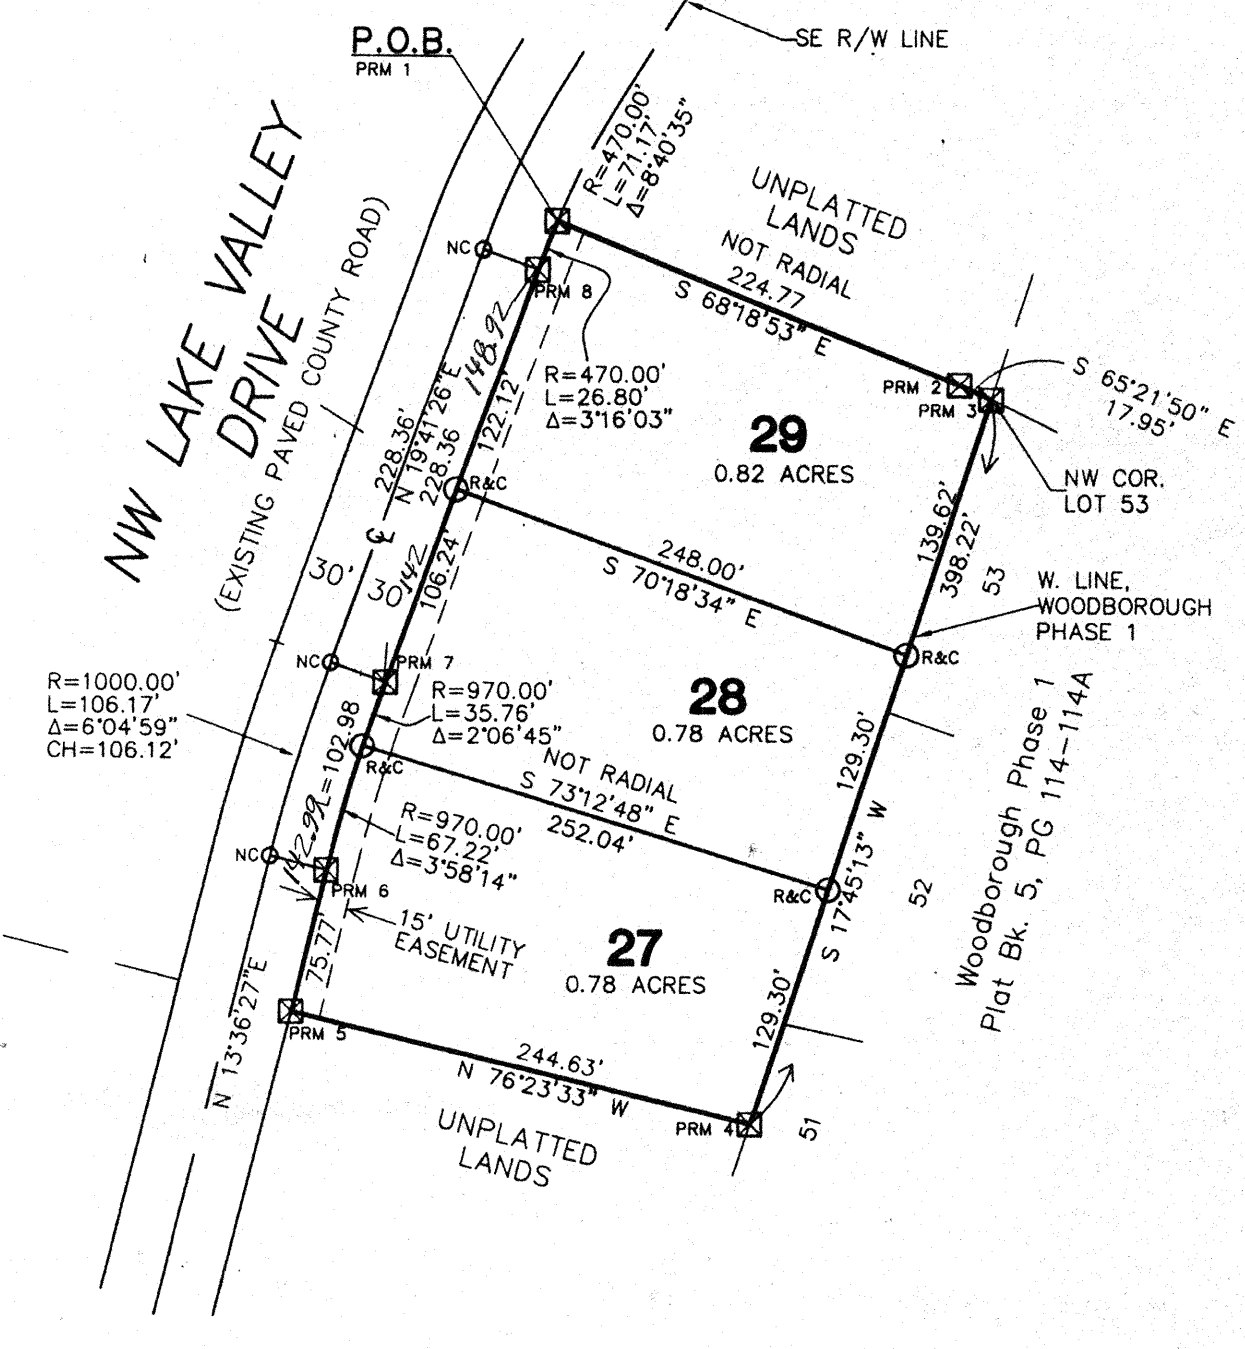 SE R/W LINE
P.O.B.
PRM 1
R=470.00'
L=71.17'
Δ=8°40'35"
NW LAKE VALLEY
DRIVE
(EXISTING PAVED COUNTY ROAD)
UNPLATTED
LANDS
NOT RADIAL
224.77
S 68°18'53" E
NC
PRM 8
148.92
R=470.00'
L=26.80'
Δ=3°16'03"
PRM 2
PRM 3
S 65°21'50" E
17.95'
NW COR.
LOT 53
29
0.82 ACRES
228.36'
N 19°41'26"E
228.36
122.12'
R&C
139.62'
398.22'
53
248.00'
S 70°18'34" E
W. LINE,
WOODBOROUGH
PHASE 1
R&C
℄
30'
30
142
106.24'
NC
PRM 7
R=1000.00'
L=106.17'
Δ=6°04'59"
CH=106.12'
R=970.00'
L=35.76'
Δ=2°06'45"
28
0.78 ACRES
129.30'
Woodborough Phase 1
Plat Bk. 5, PG 114-114A
L=102.98
R&C
NOT RADIAL
S 73°12'48" E
252.04'
142.99
R=970.00'
L=67.22'
Δ=3°58'14"
NC
PRM 6
R&C
S 17°45'13" W
52
15' UTILITY
EASEMENT
27
0.78 ACRES
75.77'
129.30'
N 13°36'27"E
PRM 5
244.63'
N 76°23'33" W
PRM 4
51
UNPLATTED
LANDS